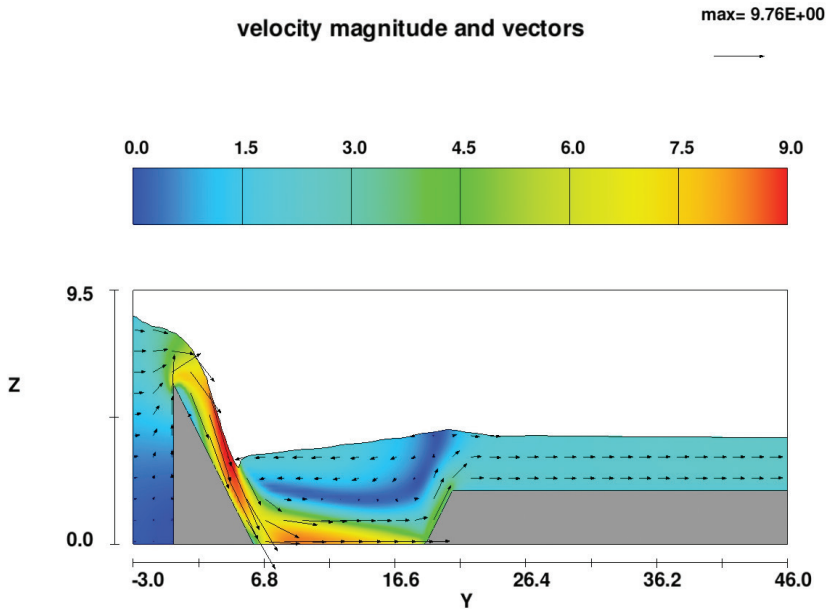 max= 9.76E+00
velocity magnitude and vectors
0.0 1.5 3.0 4.5 6.0 7.5 9.0
9.5
Z
0.0
-3.0 6.8 16.6 26.4 36.2 46.0
Y